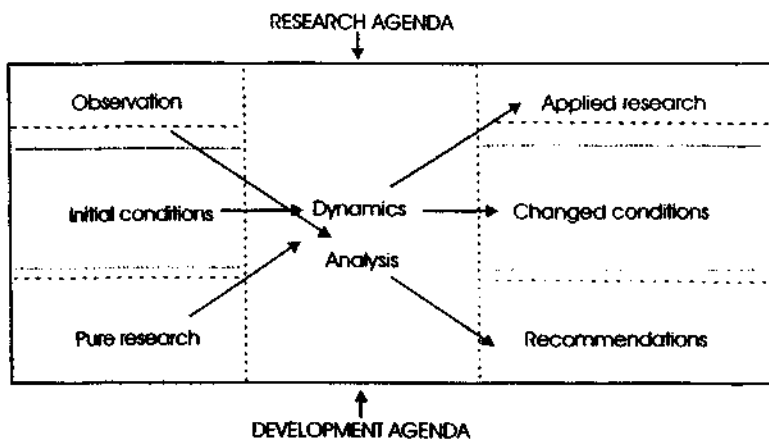 RESEARCH AGENDA
Observation
Applied research
Initial conditions
Dynamics
Changed conditions
Analysis
Pure research
Recommendations
DEVELOPMENT AGENDA